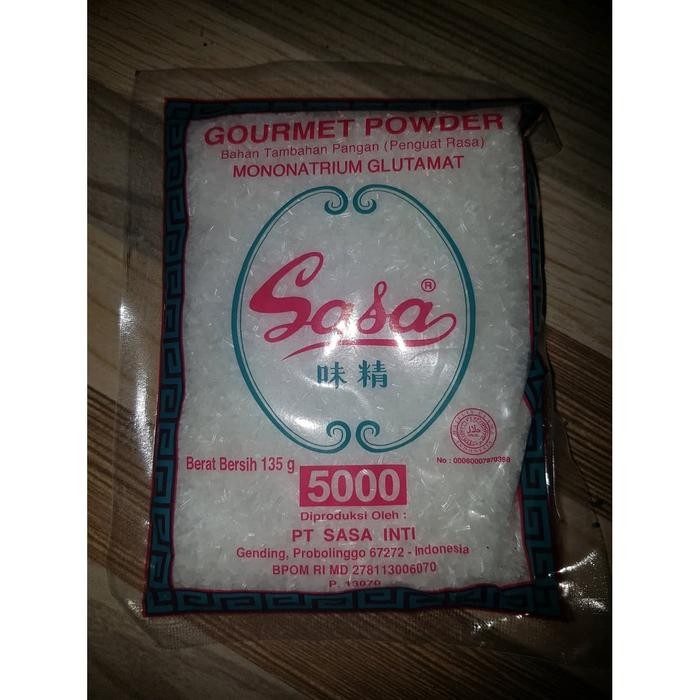 GOURMET POWDER
Bahan Tambahan Pangan (Penguat Rasa)
MONONATRIUM GLUTAMAT
Sasa®
味精
Berat Bersih 135 g
No : 00060007970398
5000
Diproduksi Oleh :
PT SASA INTI
Gending, Probolinggo 67272 - Indonesia
BPOM RI MD 278113006070
P. 13070